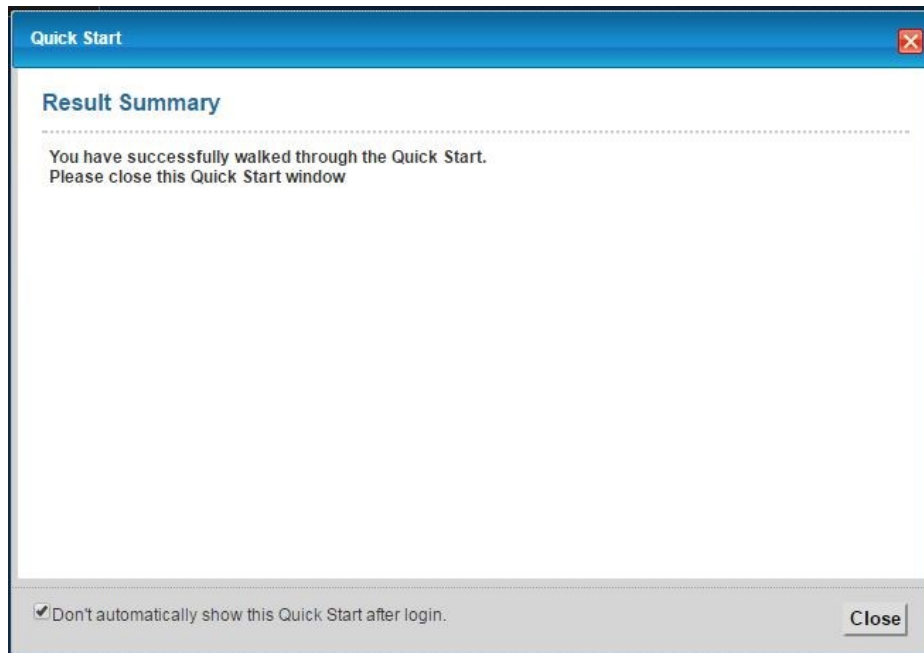 Quick Start
Result Summary
You have successfully walked through the Quick Start.
Please close this Quick Start window
Don't automatically show this Quick Start after login.
Close